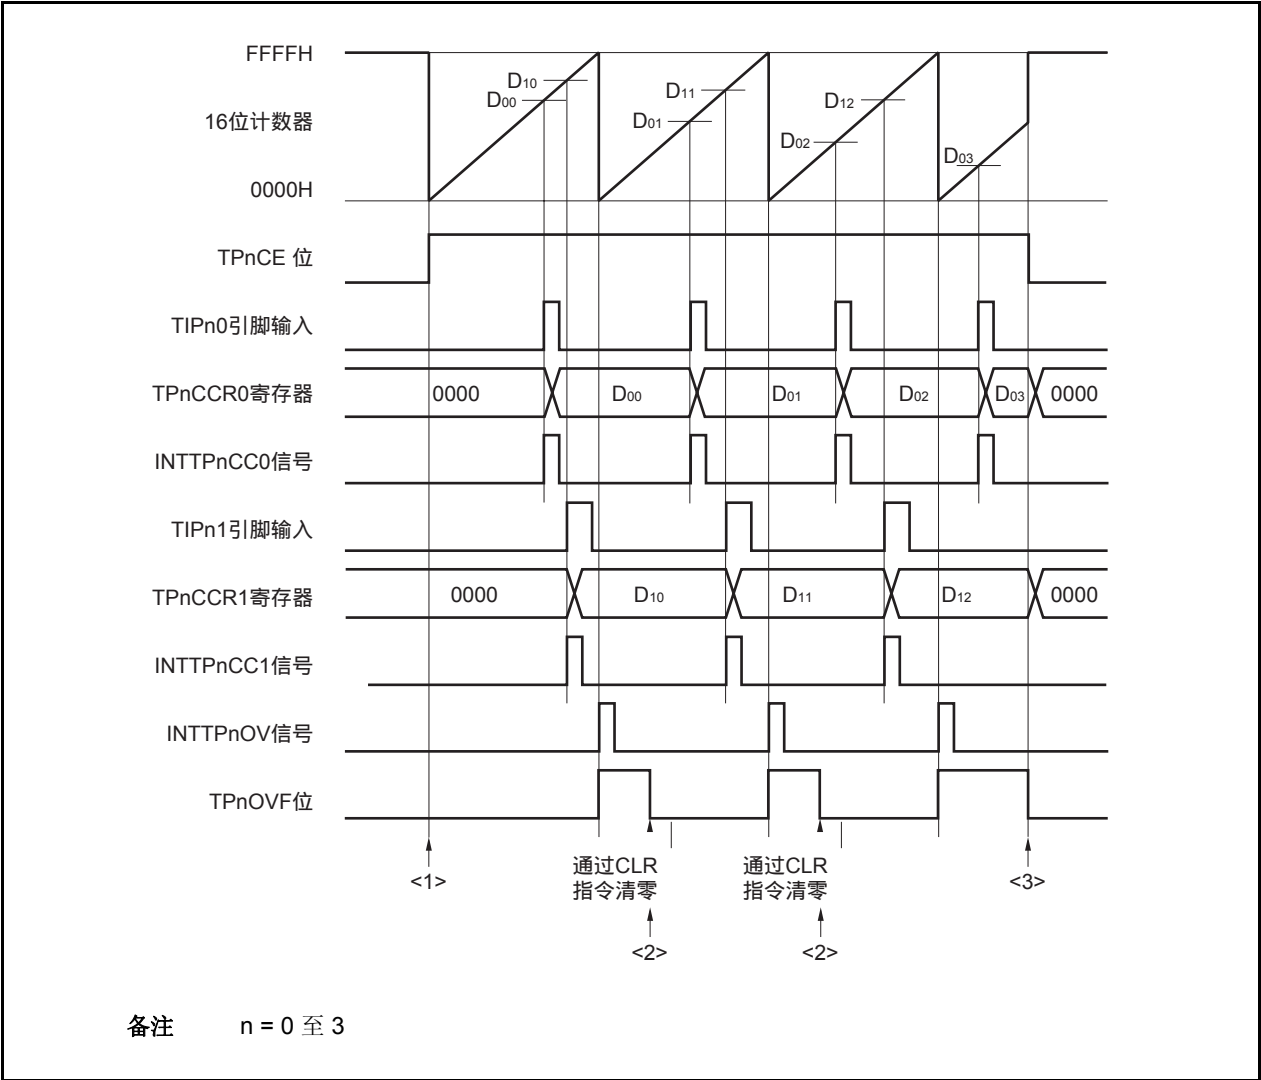 FFFFH
D10
D00
D11
D01
D12
D02
D03
16位计数器
0000H
TPnCE 位
TIPn0引脚输入
TPnCCR0寄存器
0000 D00 D01 D02 D03 0000
INTTPnCC0信号
TIPn1引脚输入
TPnCCR1寄存器
0000 D10 D11 D12 0000
INTTPnCC1信号
INTTPnOV信号
TPnOVF位
<1>
通过CLR
指令清零
<2>
通过CLR
指令清零
<2>
<3>
备注 n = 0 至 3